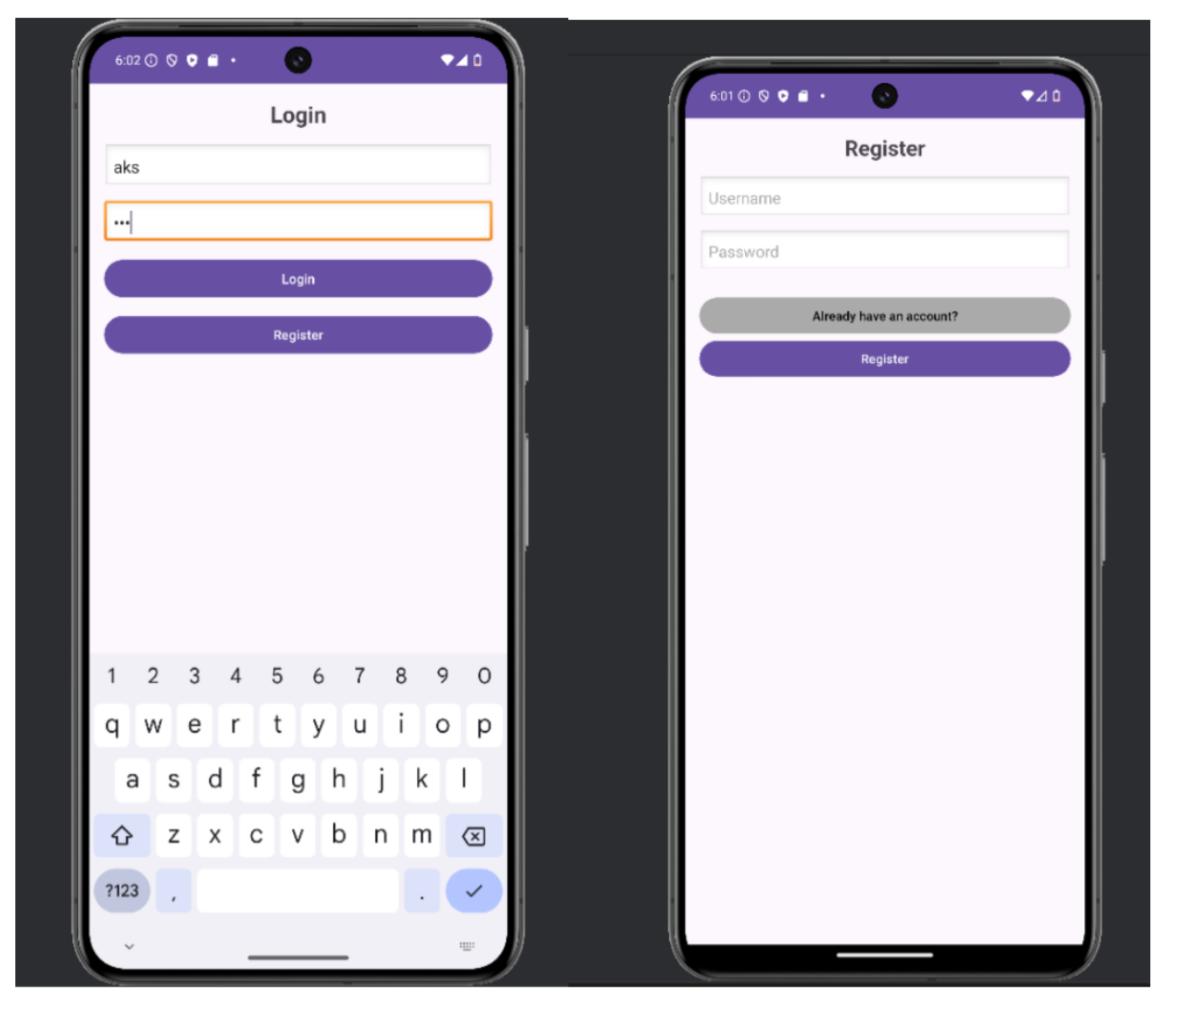 6:02
Login
aks
•••
Login
Register
1 2 3 4 5 6 7 8 9 0
q w e r t y u i o p
a s d f g h j k l
z x c v b n m
?123 , .
6:01
Register
Username
Password
Already have an account?
Register